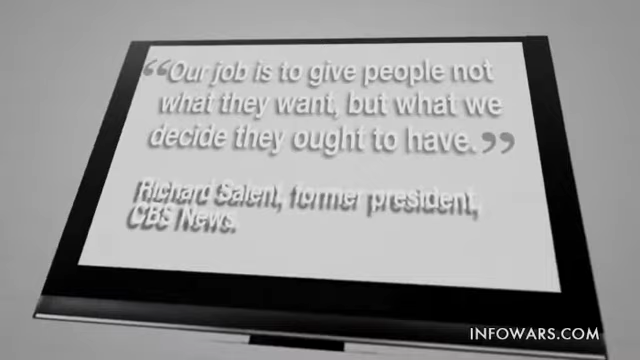 “Our job is to give people not
what they want, but what we
decide they ought to have.”
Richard Salent, former president,
CBS News.
INFOWARS.COM